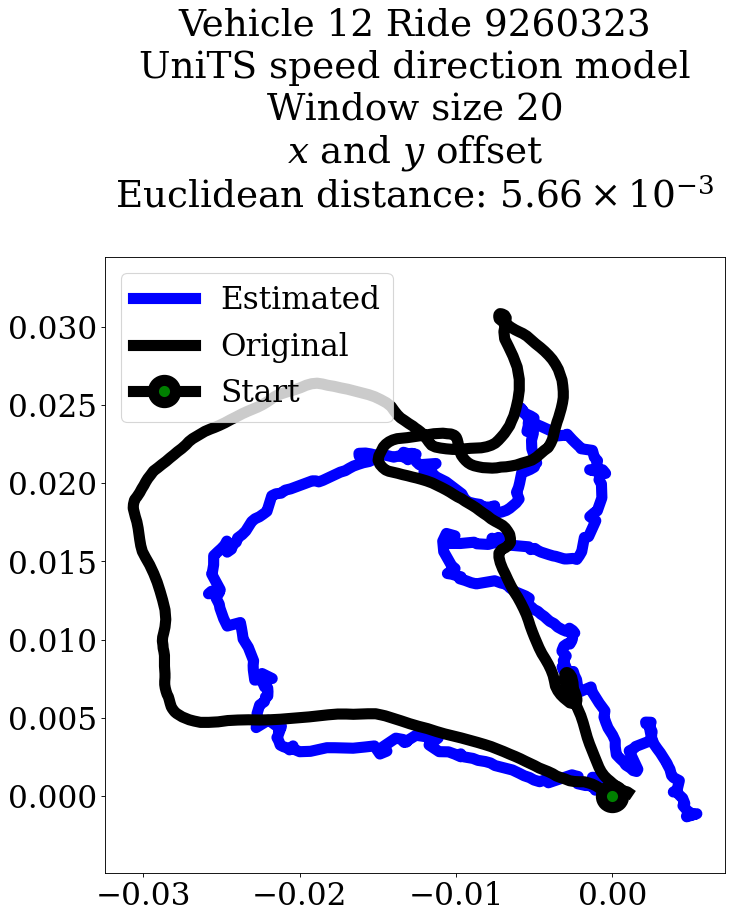 Vehicle 12 Ride 9260323
UniTS speed direction model
Window size 20
x and y offset
Euclidean distance: 5.66 × 10⁻³
Estimated
Original
Start
0.030
0.025
0.020
0.015
0.010
0.005
0.000
−0.03 −0.02 −0.01 0.00